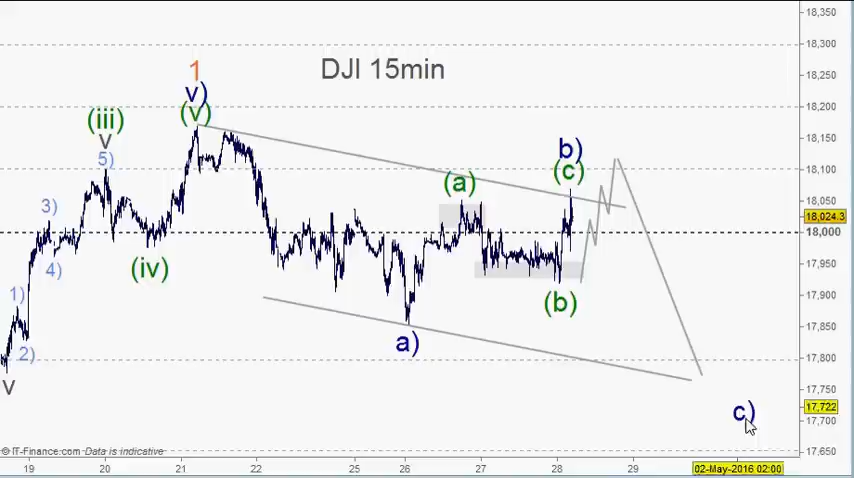 DJI 15min
1
v)
(v)
(iii)
v
5)
3)
4)
1)
2)
v
(iv)
(a)
a)
b)
(c)
(b)
c)
18,350
18,300
18,250
18,200
18,150
18,100
18,050
18,024.3
18,000
17,950
17,900
17,850
17,800
17,750
17,722
17,700
17,650
© IT-Finance.com Data is indicative
19 20 21 22 25 26 27 28 29 02-May-2016 02:00